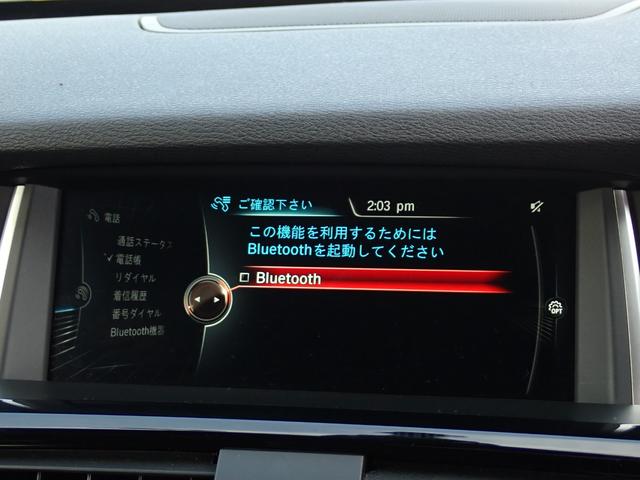 ご確認下さい
2:03 pm
電話
通話ステータス
電話帳
リダイヤル
着信履歴
番号ダイヤル
Bluetooth機器
この機能を利用するためには
Bluetoothを起動してください
Bluetooth
OPT